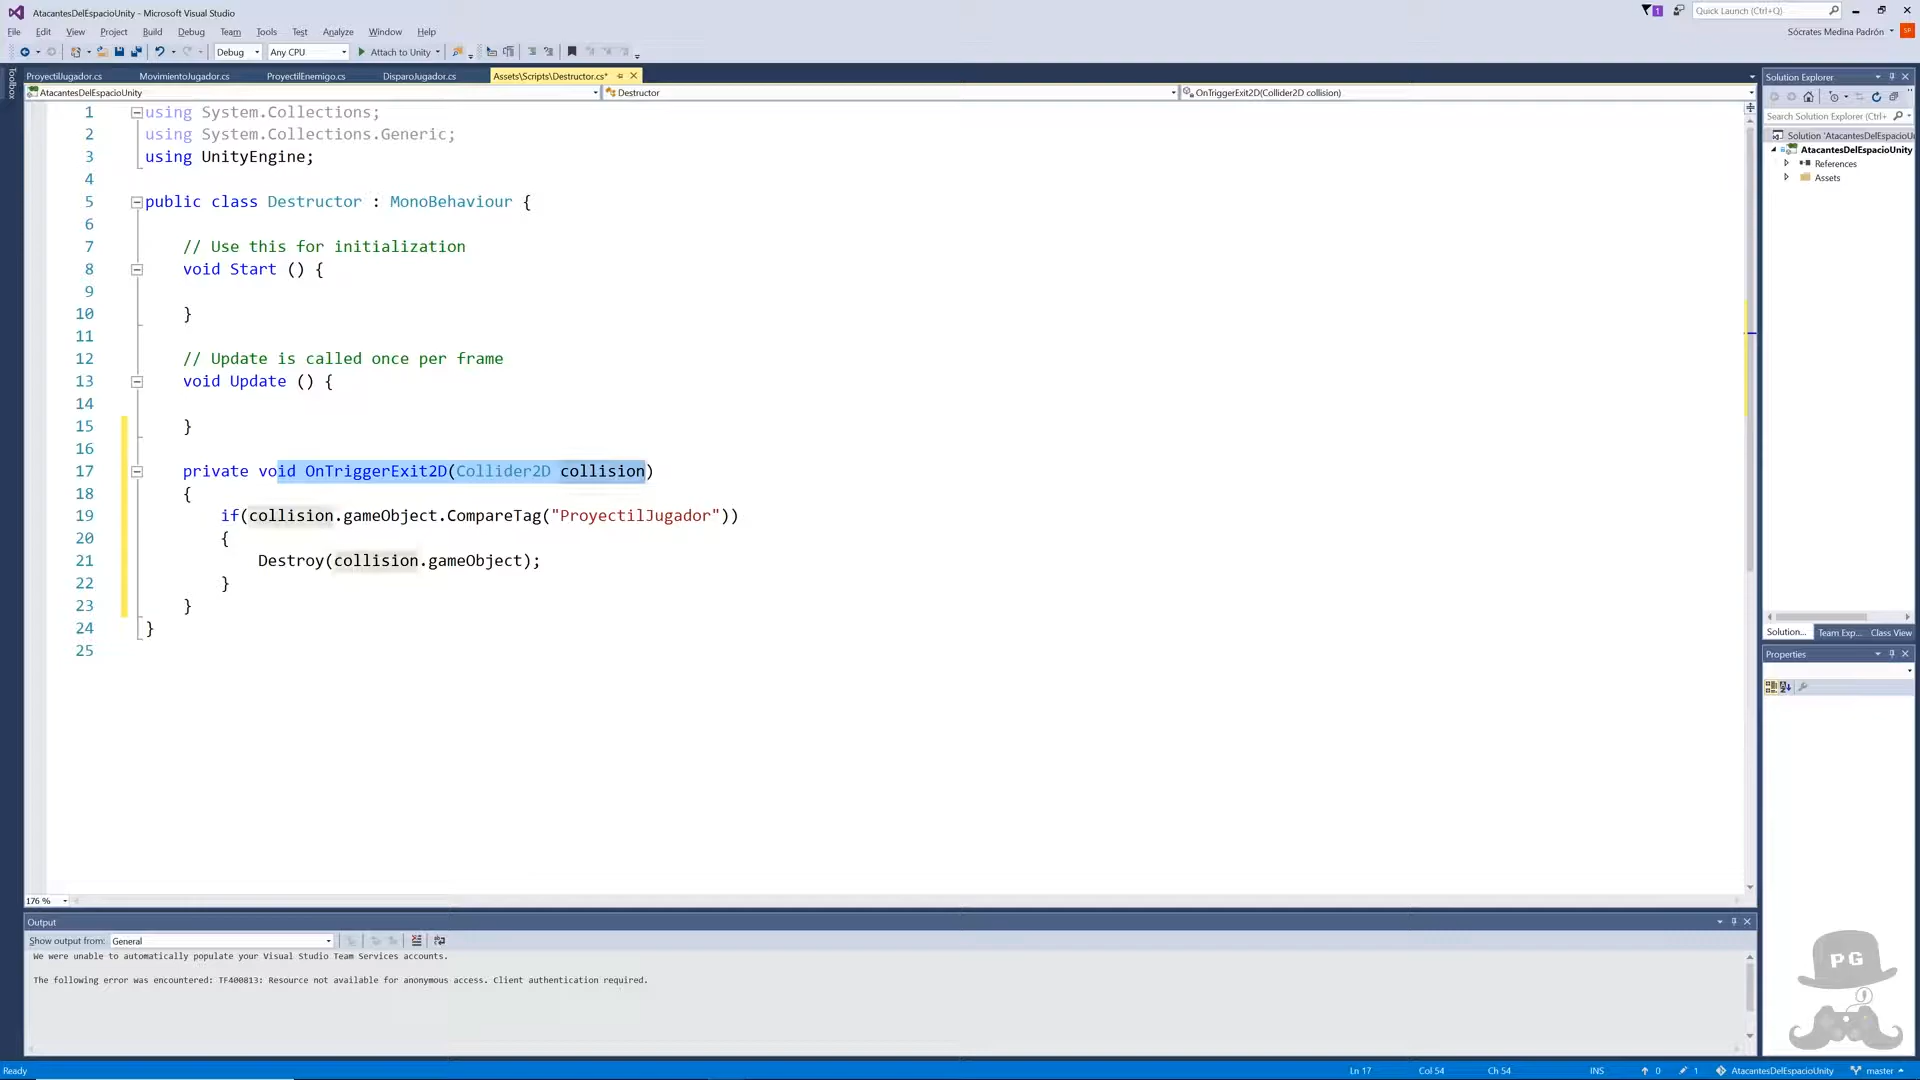 AtacantesDelEspacioUnity - Microsoft Visual Studio
1
Quick Launch (Ctrl+Q)
File Edit View Project Build Debug Team Tools Test Analyze Window Help
Sócrates Medina Padrón
SP
Debug Any CPU Attach to Unity
Toolbox
ProyectilJugador.cs MovimientoJugador.cs ProyectilEnemigo.cs DisparoJugador.cs Assets\Scripts\Destructor.cs*
AtacantesDelEspacioUnity Destructor OnTriggerExit2D(Collider2D collision)
1 using System.Collections;
2 using System.Collections.Generic;
3 using UnityEngine;
4
5 public class Destructor : MonoBehaviour {
6
7 // Use this for initialization
8 void Start () {
9
10 }
11
12 // Update is called once per frame
13 void Update () {
14
15 }
16
17 private void OnTriggerExit2D(Collider2D collision)
18 {
19 if(collision.gameObject.CompareTag("ProyectilJugador"))
20 {
21 Destroy(collision.gameObject);
22 }
23 }
24 }
25
176 %
Solution Explorer
Search Solution Explorer (Ctrl+
Solution 'AtacantesDelEspacioU
AtacantesDelEspacioUnity
References
Assets
Solution... Team Exp... Class View
Properties
Output
Show output from: General
We were unable to automatically populate your Visual Studio Team Services accounts.
The following error was encountered: TF400813: Resource not available for anonymous access. Client authentication required.
PG
Ready Ln 17 Col 54 Ch 54 INS 0 1 AtacantesDelEspacioUnity master